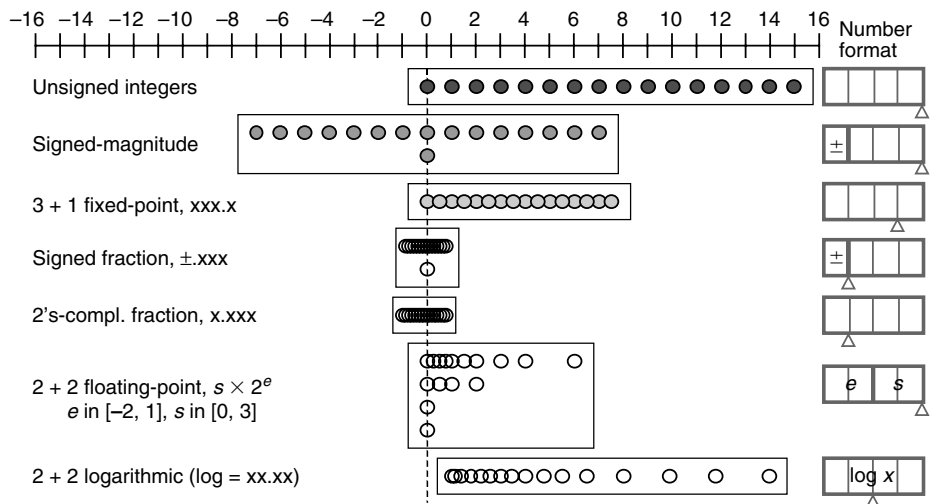 −16 −14 −12 −10 −8 −6 −4 −2 0 2 4 6 8 10 12 14 16
Number
format
Unsigned integers
Signed-magnitude
±
3 + 1 fixed-point, xxx.x
Signed fraction, ±.xxx
±
2's-compl. fraction, x.xxx
2 + 2 floating-point, s × 2^e
e in [−2, 1], s in [0, 3]
e s
2 + 2 logarithmic (log = xx.xx)
log x